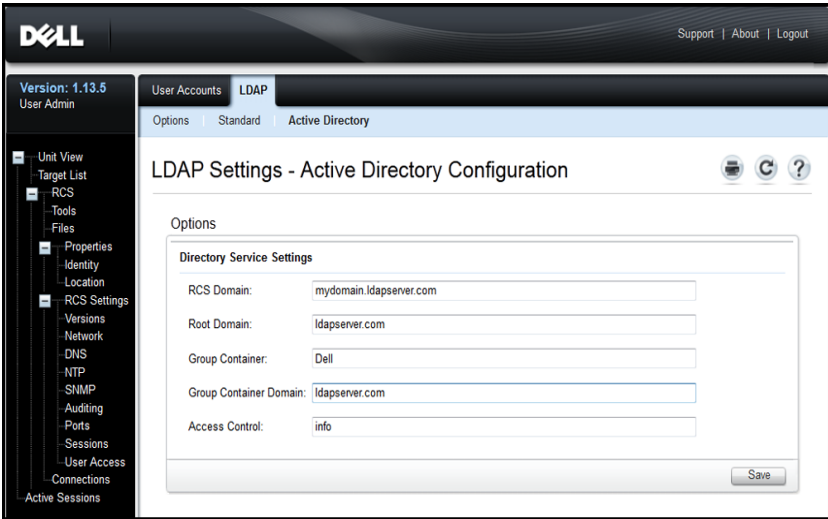 DELL
Support | About | Logout
Version: 1.13.5
User Admin
User Accounts
LDAP
Options
Standard
Active Directory
Unit View
Target List
RCS
Tools
Files
Properties
Identity
Location
RCS Settings
Versions
Network
DNS
NTP
SNMP
Auditing
Ports
Sessions
User Access
Connections
Active Sessions
LDAP Settings - Active Directory Configuration
?
Options
Directory Service Settings
RCS Domain: mydomain.ldapserver.com
Root Domain: ldapserver.com
Group Container: Dell
Group Container Domain: ldapserver.com
Access Control: info
Save